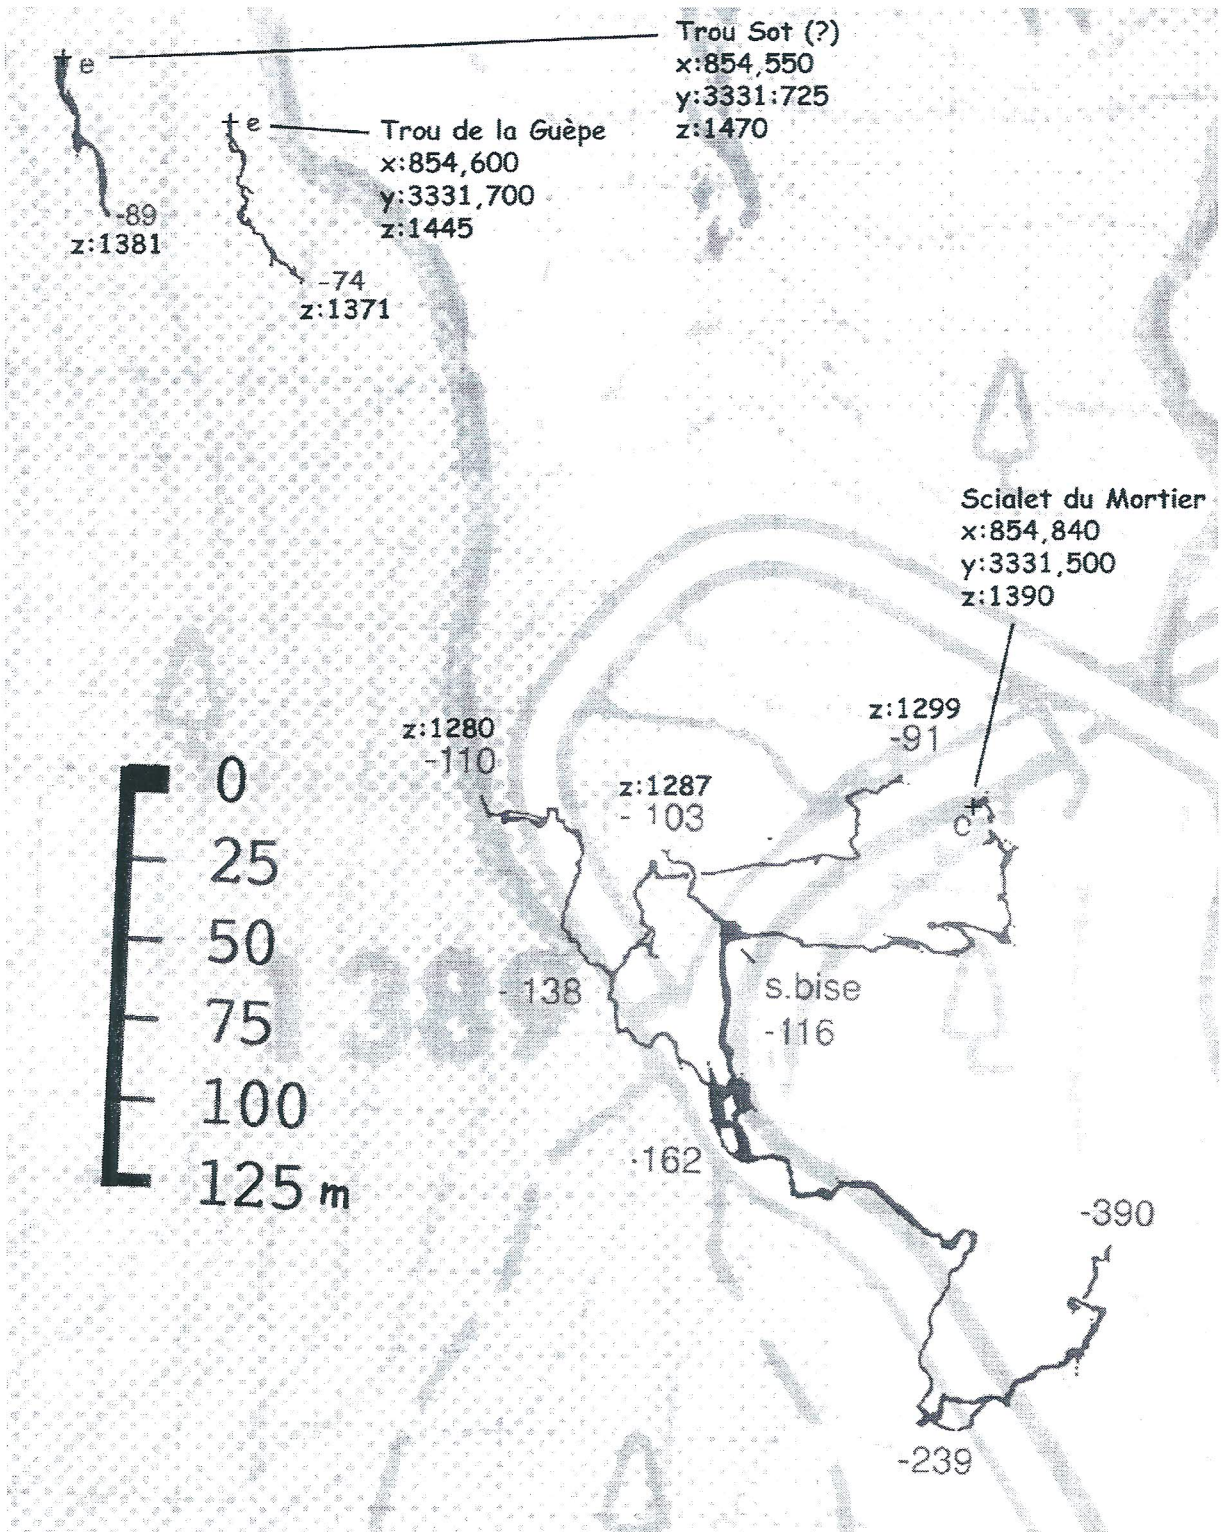 Trou Sot (?)
x:854,550
y:3331:725
z:1470
e
e
Trou de la Guèpe
x:854,600
y:3331,700
z:1445
-89
z:1381
-74
z:1371
Scialet du Mortier
x:854,840
y:3331,500
z:1390
z:1299
-91
z:1280
-110
z:1287
- 103
e
0
25
50
75
100
125 m
1389
- 138
s.bise
-116
-162
-390
-239